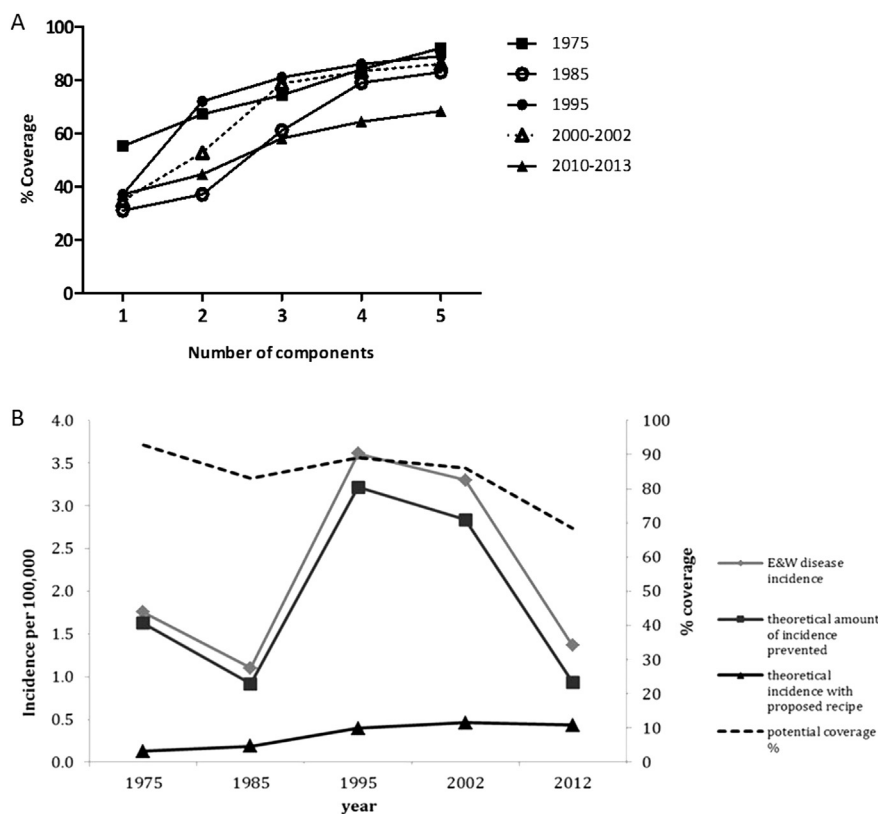 A
100
80
60
40
20
0
% Coverage
1 2 3 4 5
Number of components
1975
1985
1995
2000-2002
2010-2013
B
4.0
3.5
3.0
2.5
2.0
1.5
1.0
0.5
0.0
Incidence per 100,000
1975 1985 1995 2002 2012
year
100
90
80
70
60
50
40
30
20
10
0
% coverage
E&W disease
incidence
theoretical amount
of incidence
prevented
theoretical
incidence with
proposed recipe
potential coverage
%